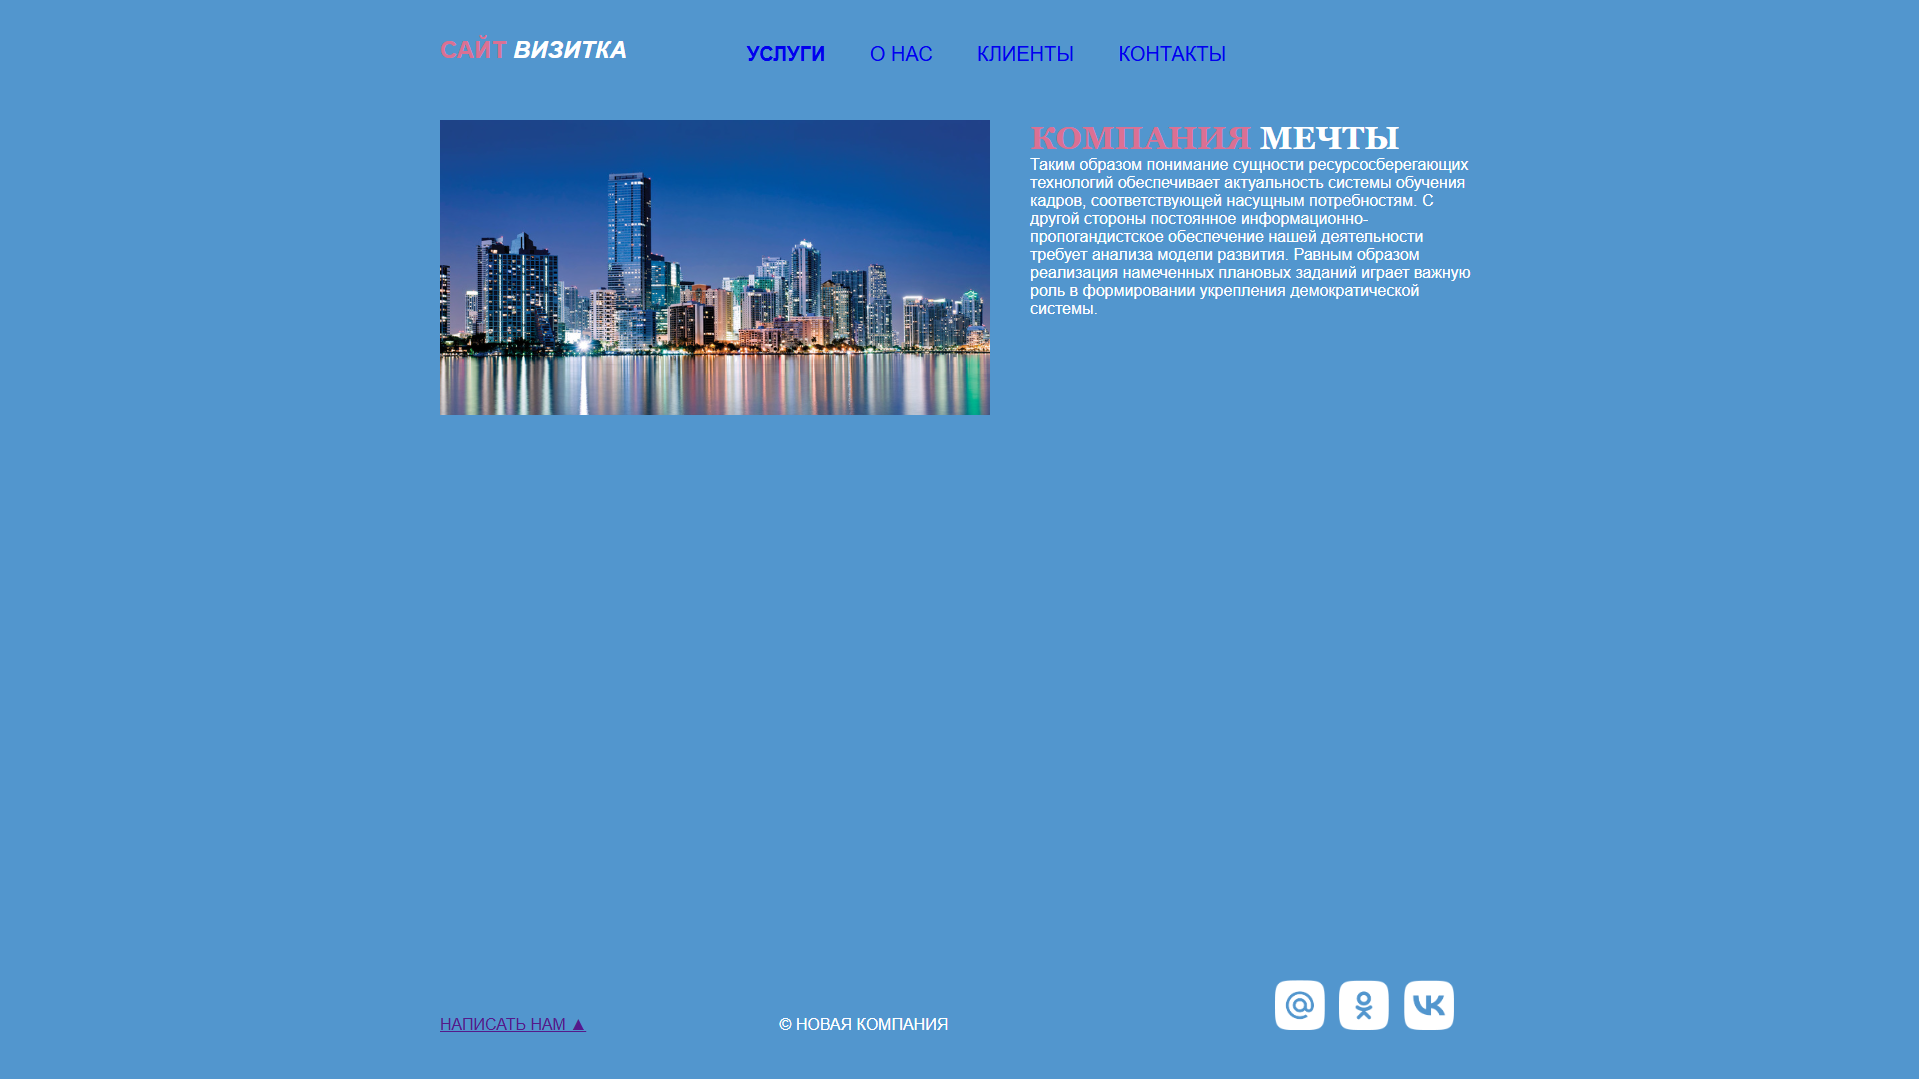 САЙТ ВИЗИТКА
УСЛУГИ
О НАС
КЛИЕНТЫ
КОНТАКТЫ
КОМПАНИЯ МЕЧТЫ
Таким образом понимание сущности ресурсосберегающих
технологий обеспечивает актуальность системы обучения
кадров, соответствующей насущным потребностям. С
другой стороны постоянное информационно-
пропогандистское обеспечение нашей деятельности
требует анализа модели развития. Равным образом
реализация намеченных плановых заданий играет важную
роль в формировании укрепления демократической
системы.
НАПИСАТЬ НАМ ▲
© НОВАЯ КОМПАНИЯ